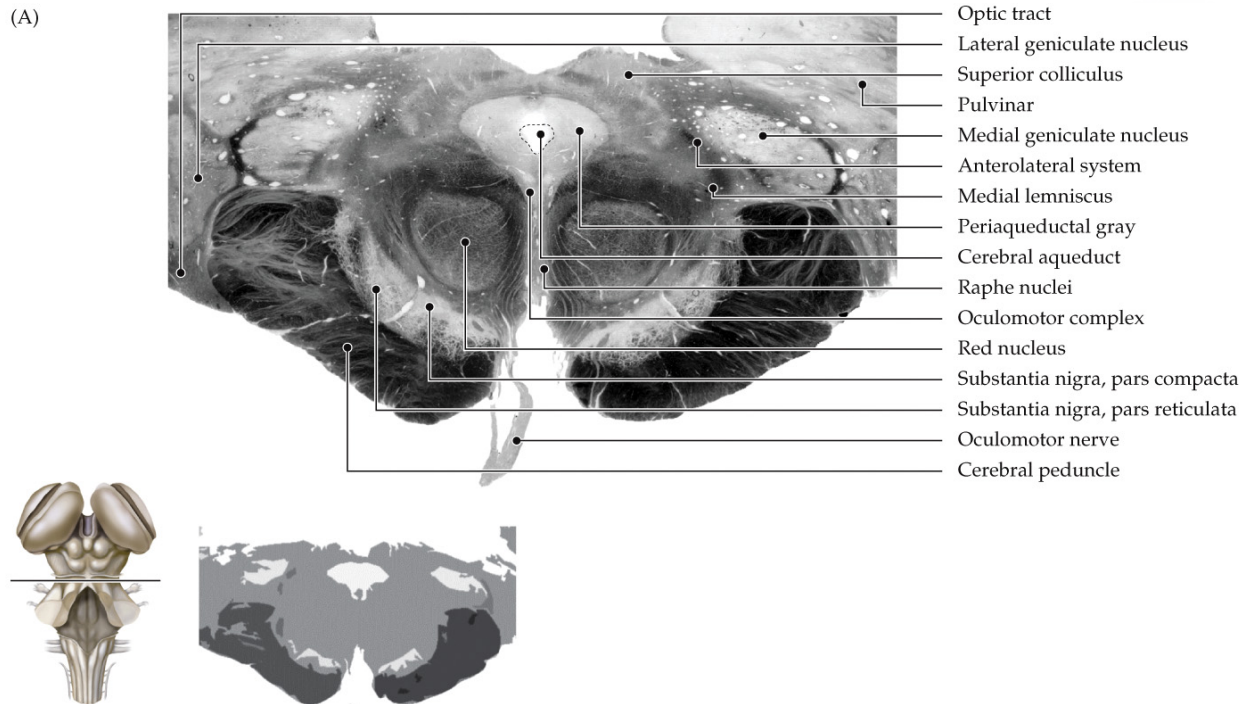 (A)
Optic tract
Lateral geniculate nucleus
Superior colliculus
Pulvinar
Medial geniculate nucleus
Anterolateral system
Medial lemniscus
Periaqueductal gray
Cerebral aqueduct
Raphe nuclei
Oculomotor complex
Red nucleus
Substantia nigra, pars compacta
Substantia nigra, pars reticulata
Oculomotor nerve
Cerebral peduncle